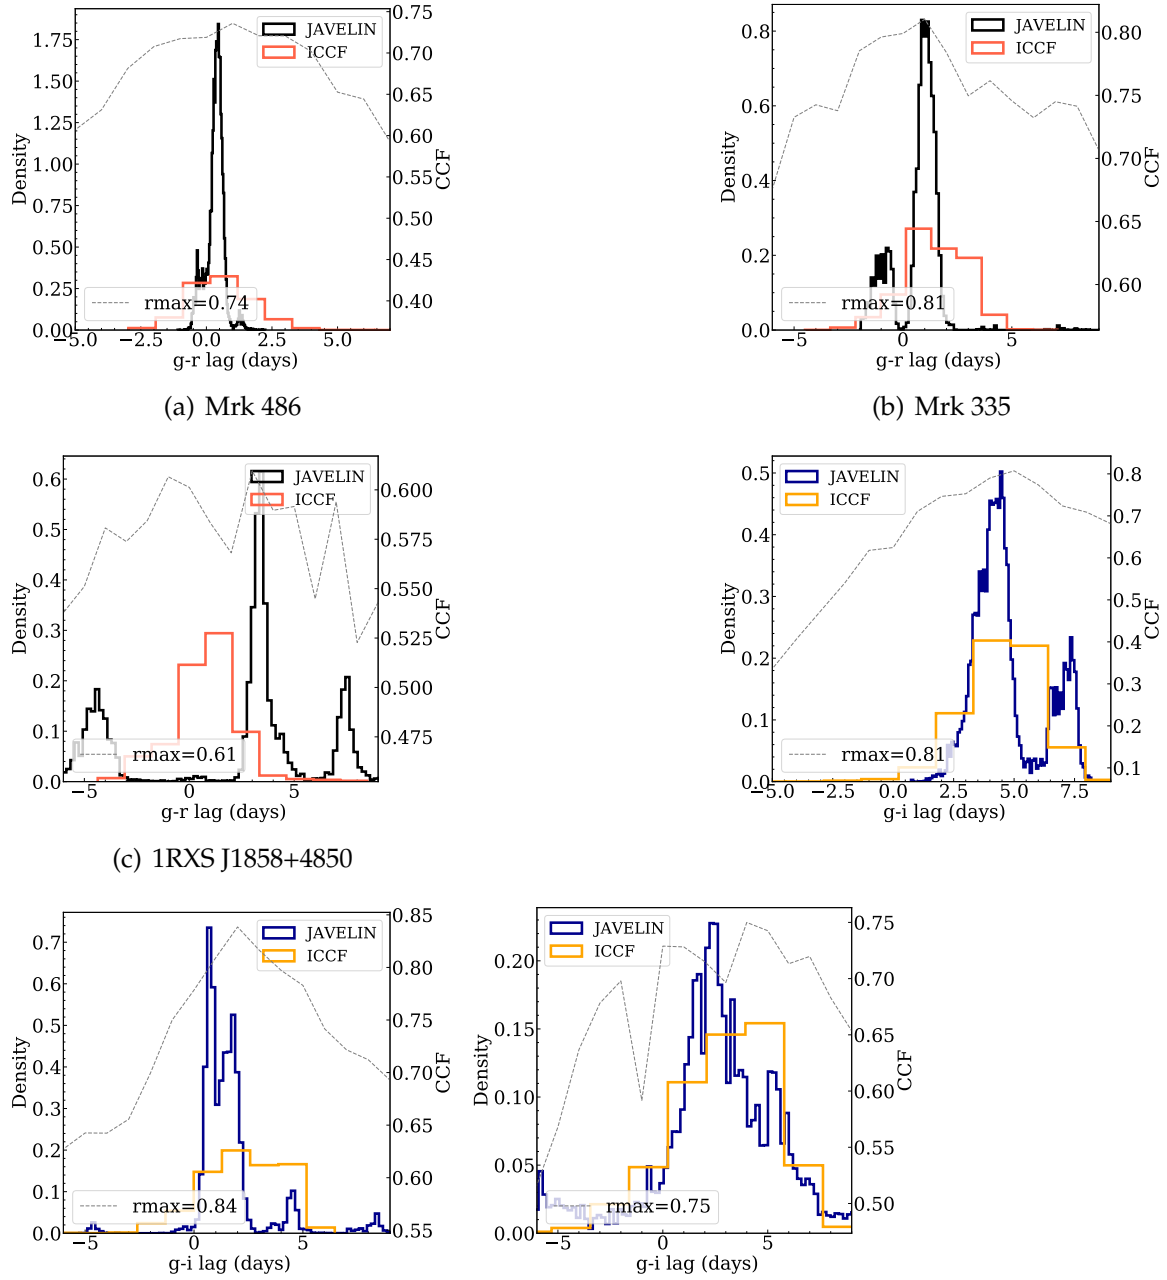 JAVELIN
ICCF
rmax=0.74
1.75
1.50
1.25
1.00
0.75
0.50
0.25
0.00
Density
0.75
0.70
0.65
0.60
0.55
0.50
0.45
0.40
CCF
−5.0
−2.5
0.0
2.5
5.0
g-r lag (days)
(a) Mrk 486
JAVELIN
ICCF
rmax=0.81
0.8
0.6
0.4
0.2
0.0
Density
0.80
0.75
0.70
0.65
0.60
CCF
−5
0
5
g-r lag (days)
(b) Mrk 335
JAVELIN
ICCF
rmax=0.61
0.6
0.5
0.4
0.3
0.2
0.1
0.0
Density
0.600
0.575
0.550
0.525
0.500
0.475
CCF
−5
0
5
g-r lag (days)
(c) 1RXS J1858+4850
JAVELIN
ICCF
rmax=0.81
0.5
0.4
0.3
0.2
0.1
0.0
Density
0.8
0.7
0.6
0.5
0.4
0.3
0.2
0.1
CCF
−5.0
−2.5
0.0
2.5
5.0
7.5
g-i lag (days)
JAVELIN
ICCF
rmax=0.84
0.7
0.6
0.5
0.4
0.3
0.2
0.1
0.0
Density
0.85
0.80
0.75
0.70
0.65
0.60
0.55
CCF
−5
0
5
g-i lag (days)
JAVELIN
ICCF
rmax=0.75
0.20
0.15
0.10
0.05
0.00
Density
0.75
0.70
0.65
0.60
0.55
0.50
CCF
−5
0
5
g-i lag (days)